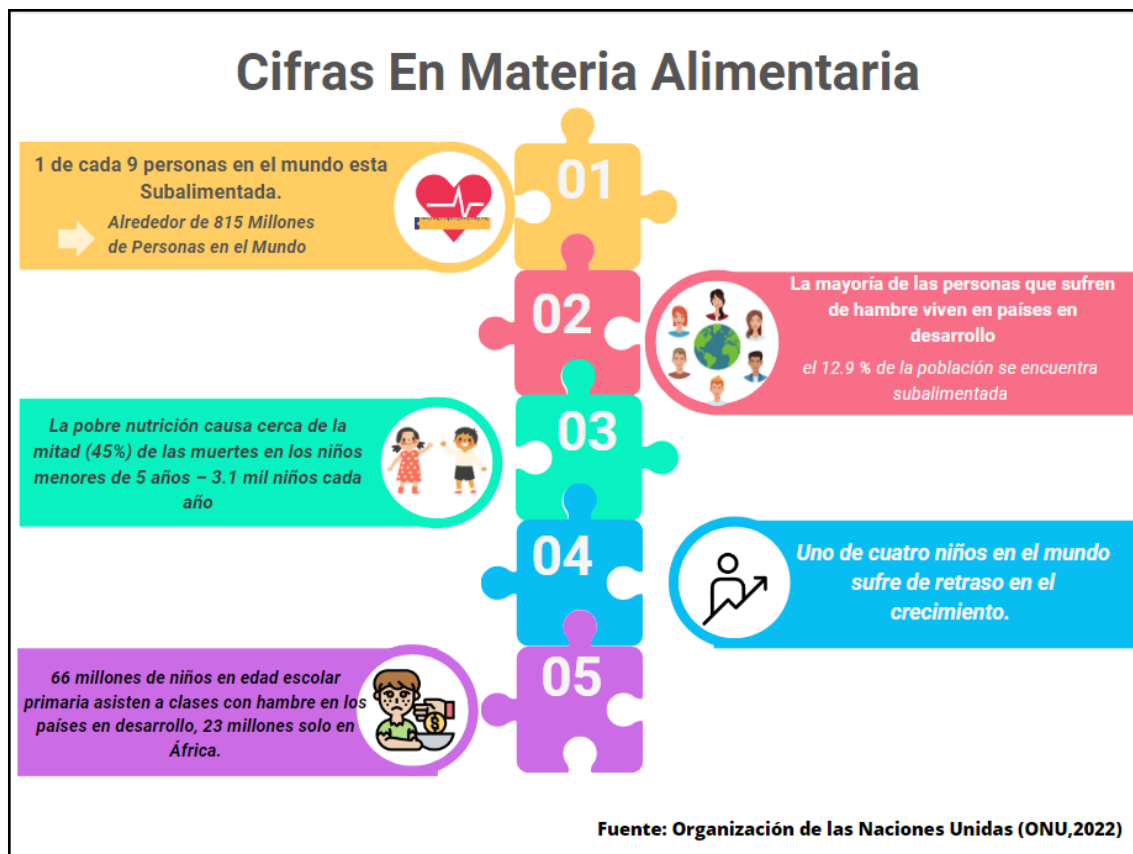 Cifras En Materia Alimentaria
01
1 de cada 9 personas en el mundo esta
Subalimentada.
Alrededor de 815 Millones
de Personas en el Mundo
02
La mayoría de las personas que sufren
de hambre viven en países en
desarrollo
el 12.9 % de la población se encuentra
subalimentada
03
La pobre nutrición causa cerca de la
mitad (45%) de las muertes en los niños
menores de 5 años – 3.1 mil niños cada
año
04
Uno de cuatro niños en el mundo
sufre de retraso en el
crecimiento.
05
66 millones de niños en edad escolar
primaria asisten a clases con hambre en los
países en desarrollo, 23 millones solo en
África.
$
Fuente: Organización de las Naciones Unidas (ONU,2022)